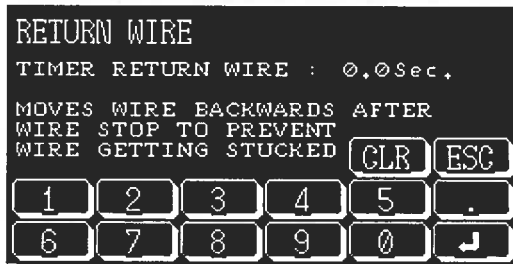 RETURN WIRE
TIMER RETURN WIRE : 0.0Sec.
MOVES WIRE BACKWARDS AFTER
WIRE STOP TO PREVENT
WIRE GETTING STUCKED
CLR ESC
1 2 3 4 5 .
6 7 8 9 0 ↵